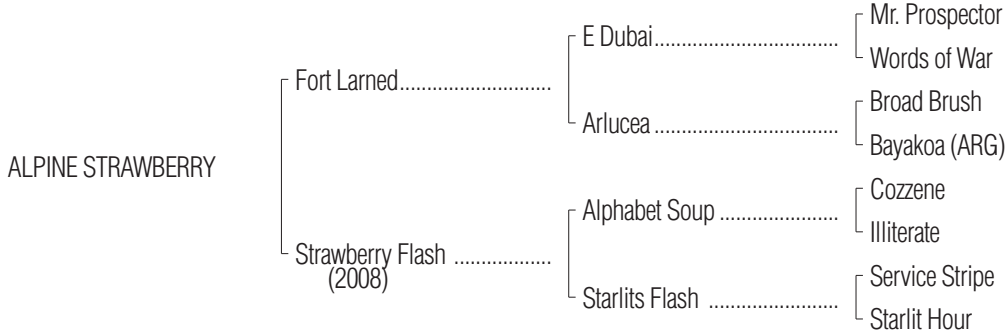 Mr. Prospector
E Dubai..................................
Words of War
Fort Larned............................
Broad Brush
Arlucea ..................................
Bayakoa (ARG)
ALPINE STRAWBERRY
Cozzene
Alphabet Soup ......................
Illiterate
Strawberry Flash ..................
(2008)
Service Stripe
Starlits Flash ........................
Starlit Hour